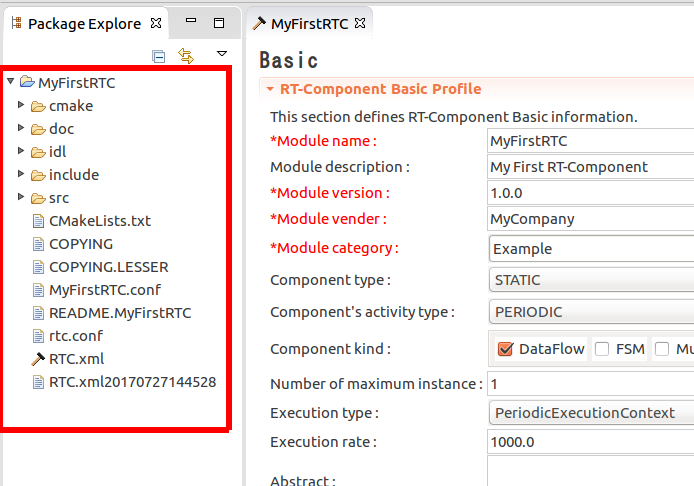 Package Explore
MyFirstRTC
cmake
doc
idl
include
src
CMakeLists.txt
COPYING
COPYING.LESSER
MyFirstRTC.conf
README.MyFirstRTC
rtc.conf
RTC.xml
RTC.xml20170727144528
MyFirstRTC
Basic
RT-Component Basic Profile
This section defines RT-Component Basic information.
*Module name : MyFirstRTC
Module description : My First RT-Component
*Module version : 1.0.0
*Module vender : MyCompany
*Module category : Example
Component type : STATIC
Component's activity type : PERIODIC
Component kind : DataFlow FSM Mu
Number of maximum instance : 1
Execution type : PeriodicExecutionContext
Execution rate : 1000.0
Abstract :